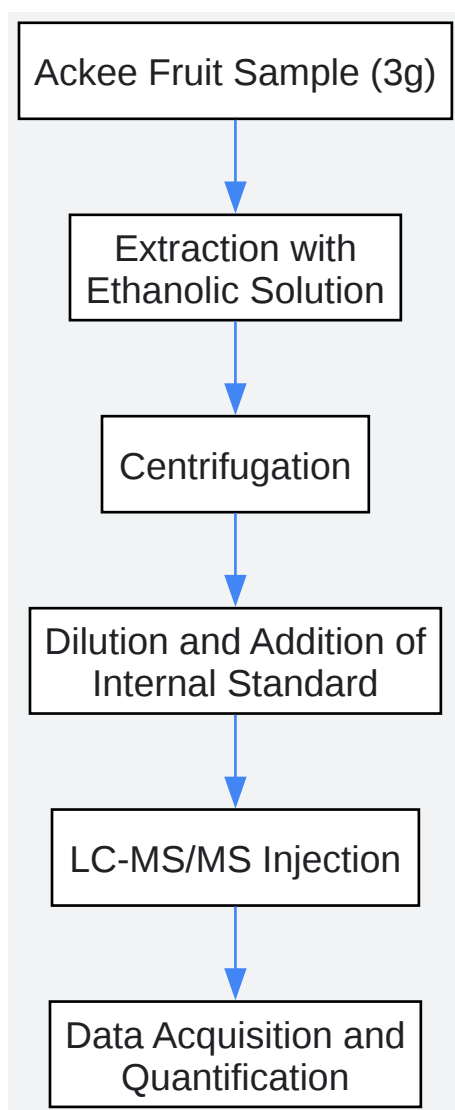 Ackee Fruit Sample (3g)
Extraction with
Ethanolic Solution
Centrifugation
Dilution and Addition of
Internal Standard
LC-MS/MS Injection
Data Acquisition and
Quantification